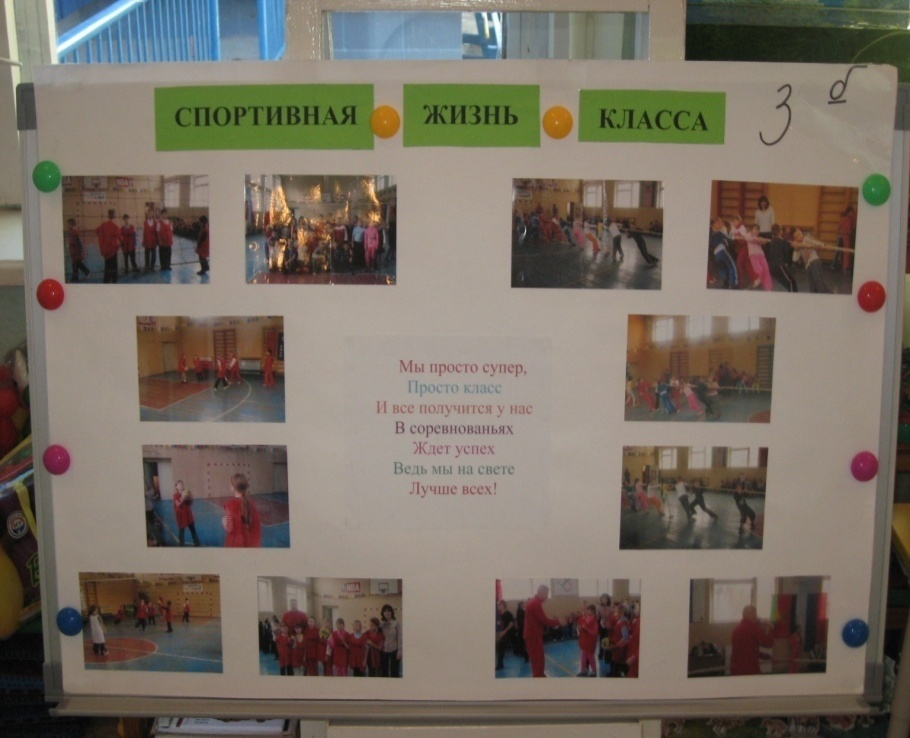 СПОРТИВНАЯ ЖИЗНЬ КЛАССА 3 б
Мы просто супер,
Просто класс
И все получится у нас
В соревнованьях
Ждет успех
Ведь мы на свете
Лучше всех!